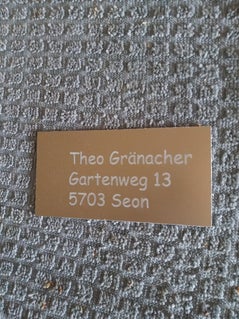 Theo Gränacher
Gartenweg 13
5703 Seon